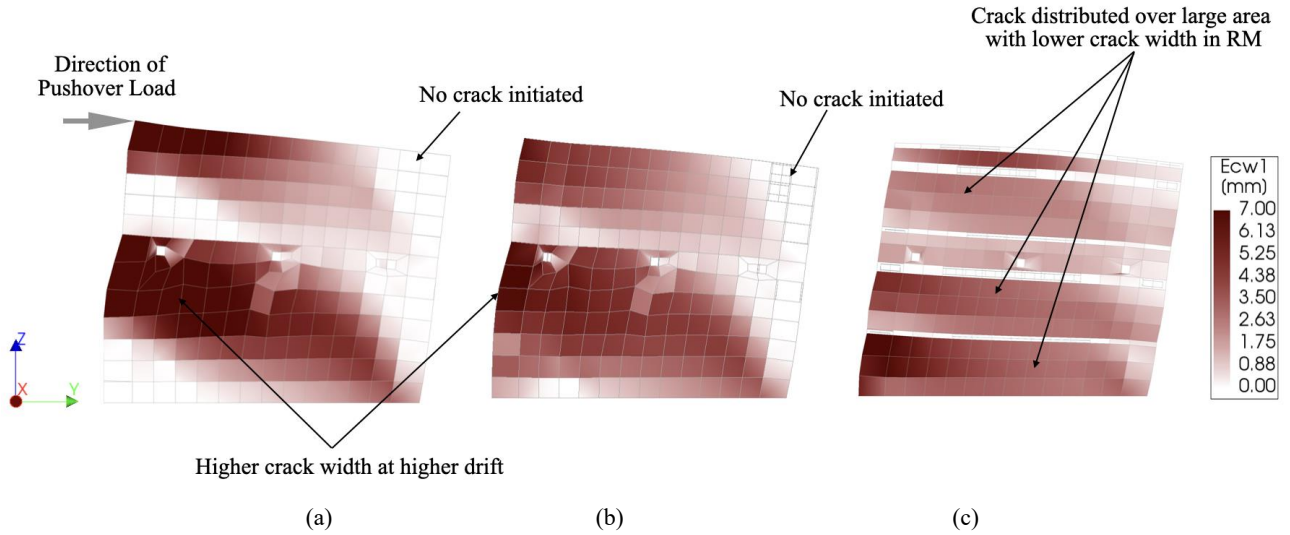 Crack distributed over large area
with lower crack width in RM
Direction of
Pushover Load
No crack initiated
No crack initiated
Ecw1
(mm)
7.00
6.13
5.25
4.38
3.50
2.63
1.75
0.88
0.00
Z
X
Y
Higher crack width at higher drift
(a)
(b)
(c)